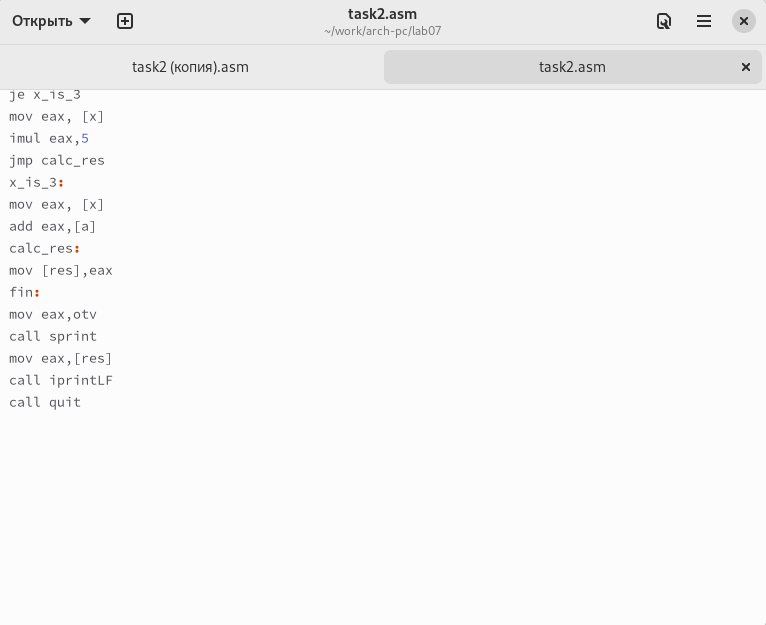 Открыть
task2.asm
~/work/arch-pc/lab07
task2 (копия).asm
task2.asm
je x_is_3
mov eax, [x]
imul eax,5
jmp calc_res
x_is_3:
mov eax, [x]
add eax,[a]
calc_res:
mov [res],eax
fin:
mov eax,otv
call sprint
mov eax,[res]
call iprintLF
call quit